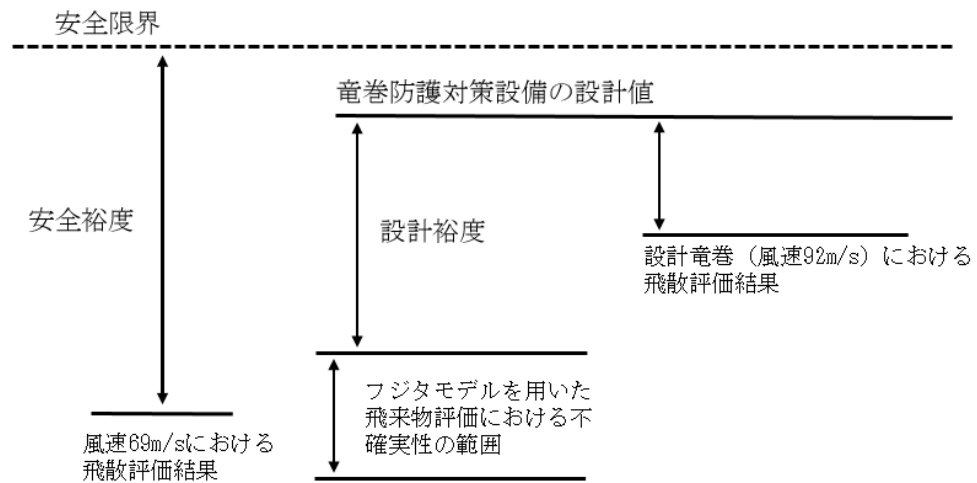 安全限界
竜巻防護対策設備の設計値
安全裕度
設計裕度
設計竜巻（風速92m/s）における
飛散評価結果
フジタモデルを用いた
飛来物評価における不
確実性の範囲
風速69m/sにおける
飛散評価結果